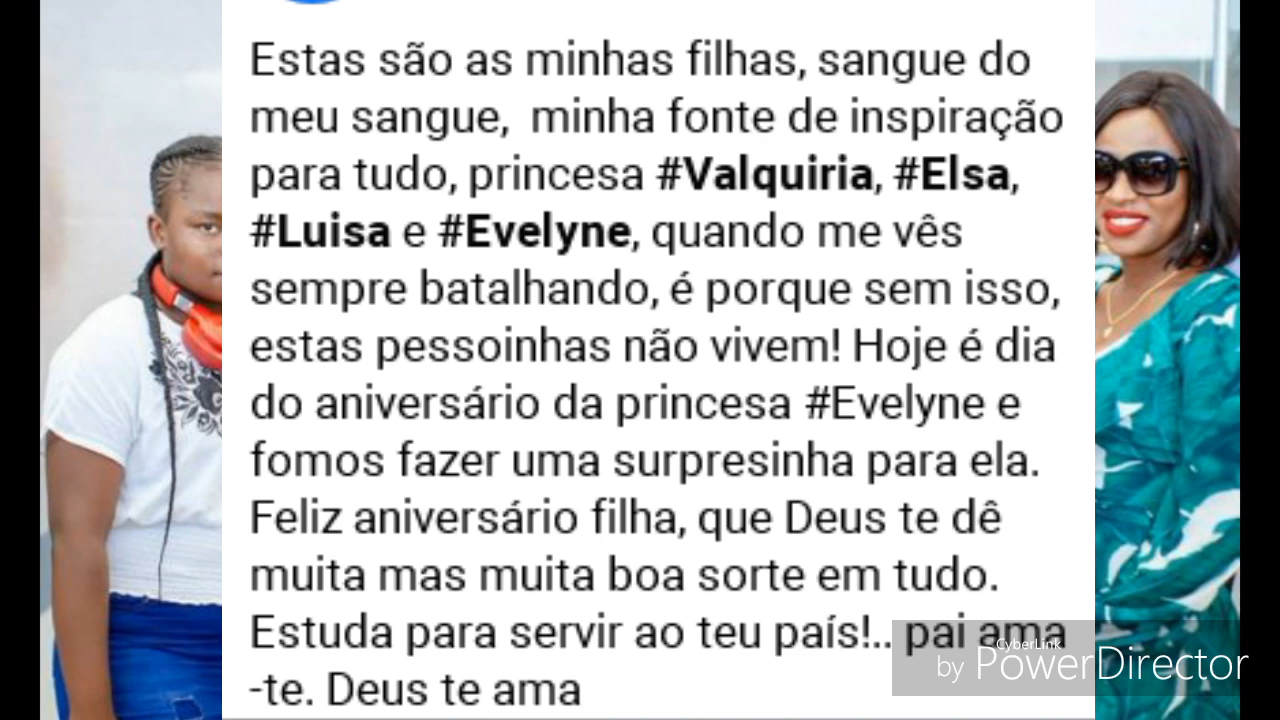 Estas são as minhas filhas, sangue do
meu sangue,  minha fonte de inspiração
para tudo, princesa #Valquiria, #Elsa,
#Luisa e #Evelyne, quando me vês
sempre batalhando, é porque sem isso,
estas pessoinhas não vivem! Hoje é dia
do aniversário da princesa #Evelyne e
fomos fazer uma surpresinha para ela.
Feliz aniversário filha, que Deus te dê
muita mas muita boa sorte em tudo.
Estuda para servir ao teu país!.. pai ama
-te. Deus te ama
CyberLink
by PowerDirector